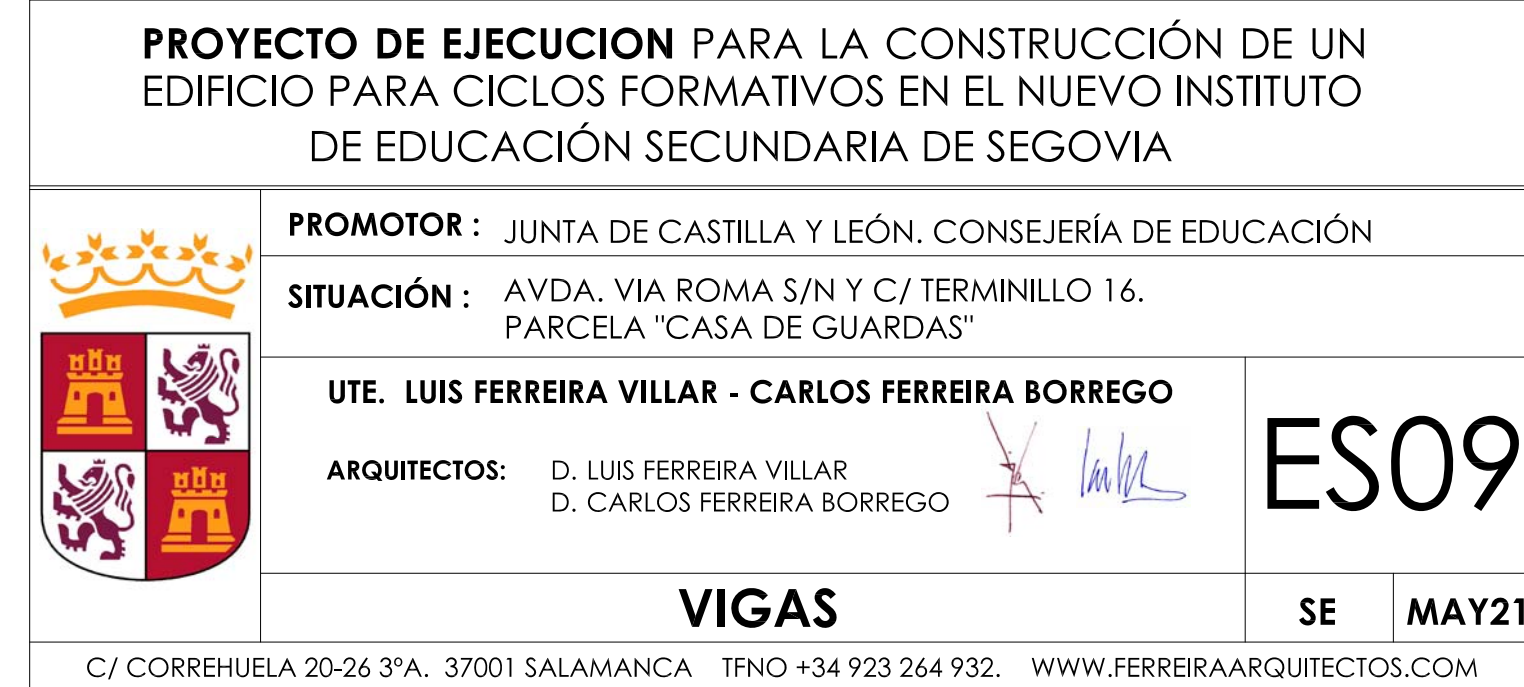 PROYECTO DE EJECUCION PARA LA CONSTRUCCIÓN DE UN
EDIFICIO PARA CICLOS FORMATIVOS EN EL NUEVO INSTITUTO
DE EDUCACIÓN SECUNDARIA DE SEGOVIA
PROMOTOR : JUNTA DE CASTILLA Y LEÓN. CONSEJERÍA DE EDUCACIÓN
SITUACIÓN : AVDA. VIA ROMA S/N Y C/ TERMINILLO 16.
PARCELA "CASA DE GUARDAS"
UTE. LUIS FERREIRA VILLAR - CARLOS FERREIRA BORREGO
ARQUITECTOS: D. LUIS FERREIRA VILLAR
D. CARLOS FERREIRA BORREGO
ES09
VIGAS
SE
MAY21
C/ CORREHUELA 20-26 3ºA. 37001 SALAMANCA TFNO +34 923 264 932. WWW.FERREIRAARQUITECTOS.COM